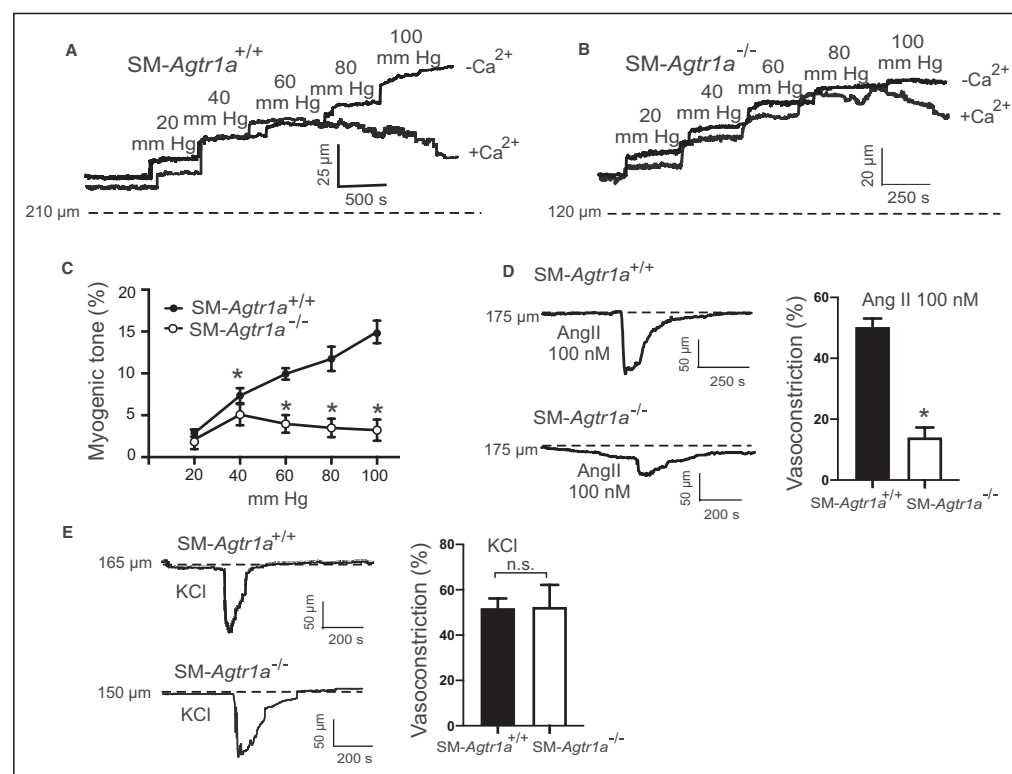 A
SM-Agtr1a+/+
20 mm Hg
40 mm Hg
60 mm Hg
80 mm Hg
100 mm Hg
-Ca2+
+Ca2+
25 µm
500 s
210 µm
B
SM-Agtr1a-/-
20 mm Hg
40 mm Hg
60 mm Hg
80 mm Hg
100 mm Hg
-Ca2+
+Ca2+
20 µm
250 s
120 µm
C
Myogenic tone (%)
20
15
10
5
0
SM-Agtr1a+/+
SM-Agtr1a-/-
*
*
*
*
20 40 60 80 100
mm Hg
D
SM-Agtr1a+/+
175 µm
AngII
100 nM
50 µm
250 s
SM-Agtr1a-/-
175 µm
AngII
100 nM
50 µm
200 s
Vasoconstriction (%)
60
40
20
0
Ang II 100 nM
*
SM-Agtr1a+/+ SM-Agtr1a-/-
E
SM-Agtr1a+/+
165 µm
KCl
50 µm
200 s
SM-Agtr1a-/-
150 µm
KCl
50 µm
200 s
Vasoconstriction (%)
80
60
40
20
0
KCl
n.s.
SM-Agtr1a+/+ SM-Agtr1a-/-